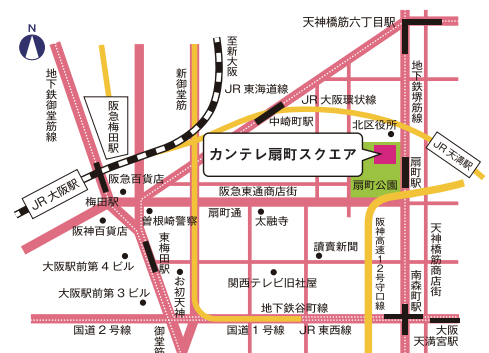 N
至新大阪
天神橋筋六丁目駅
地下鉄御堂筋線
阪急梅田駅
新御堂筋
JR 東海道線
JR 大阪環状線
地下鉄堺筋線
中崎町駅
北区役所
カンテレ扇町スクエア
JR 天満駅
扇町駅
JR 大阪駅
梅田駅
阪急百貨店
阪急東通商店街
扇町公園
曽根崎警察
扇町通
太融寺
阪神百貨店
東梅田駅
讀賣新聞
阪神高速12号守口線
天神橋筋商店街
大阪駅前第4ビル
お初天神
関西テレビ旧社屋
南森町駅
大阪駅前第3ビル
地下鉄谷町線
国道2号線
御堂筋
国道1号線
JR 東西線
大阪
天満宮駅